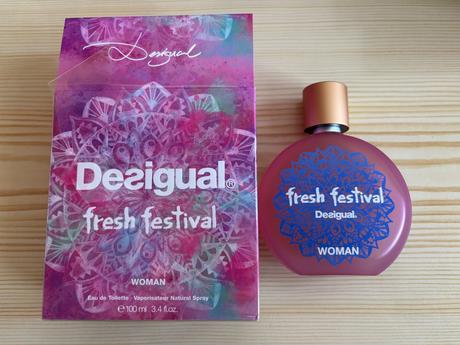 Desigual
Desigual®
fresh festival
WOMAN
Eau de Toilette · Vaporisateur Natural Spray
℮ 100 ml 3.4 fl.oz.
fresh festival
Desigual.
WOMAN